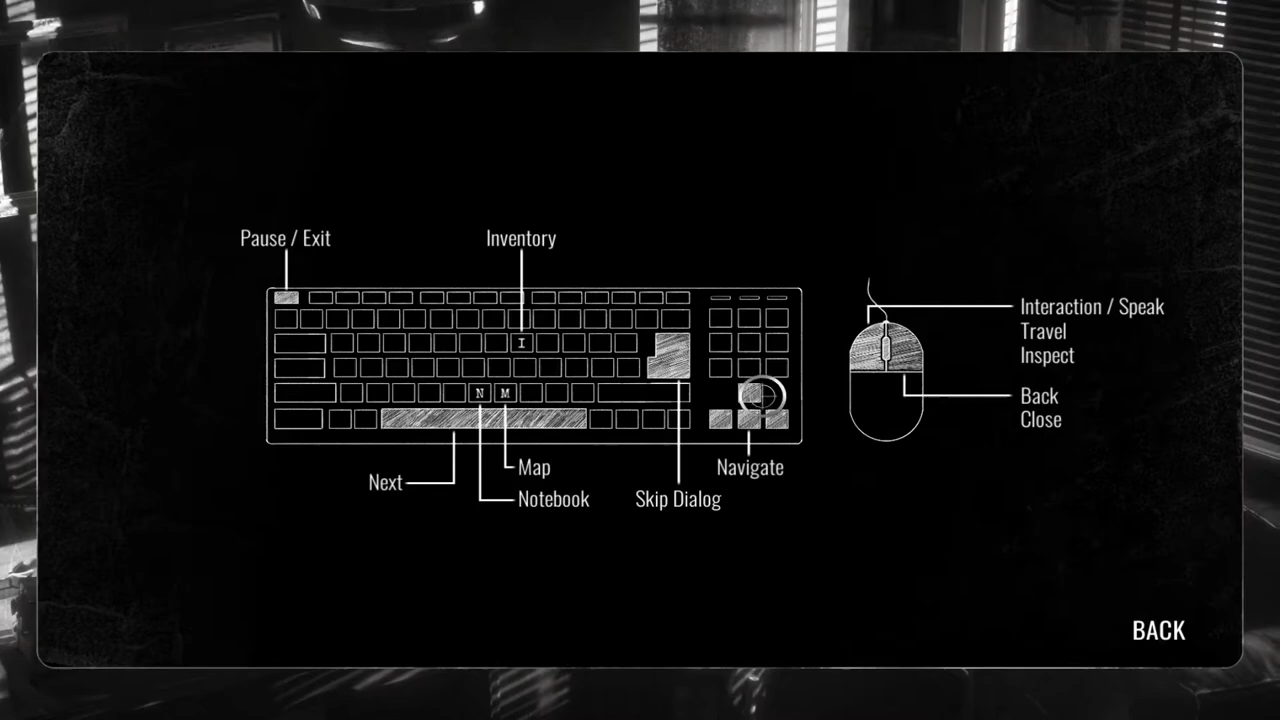 Pause / Exit
Inventory
I
N
M
Next
Map
Notebook
Skip Dialog
Navigate
Interaction / Speak
Travel
Inspect
Back
Close
BACK